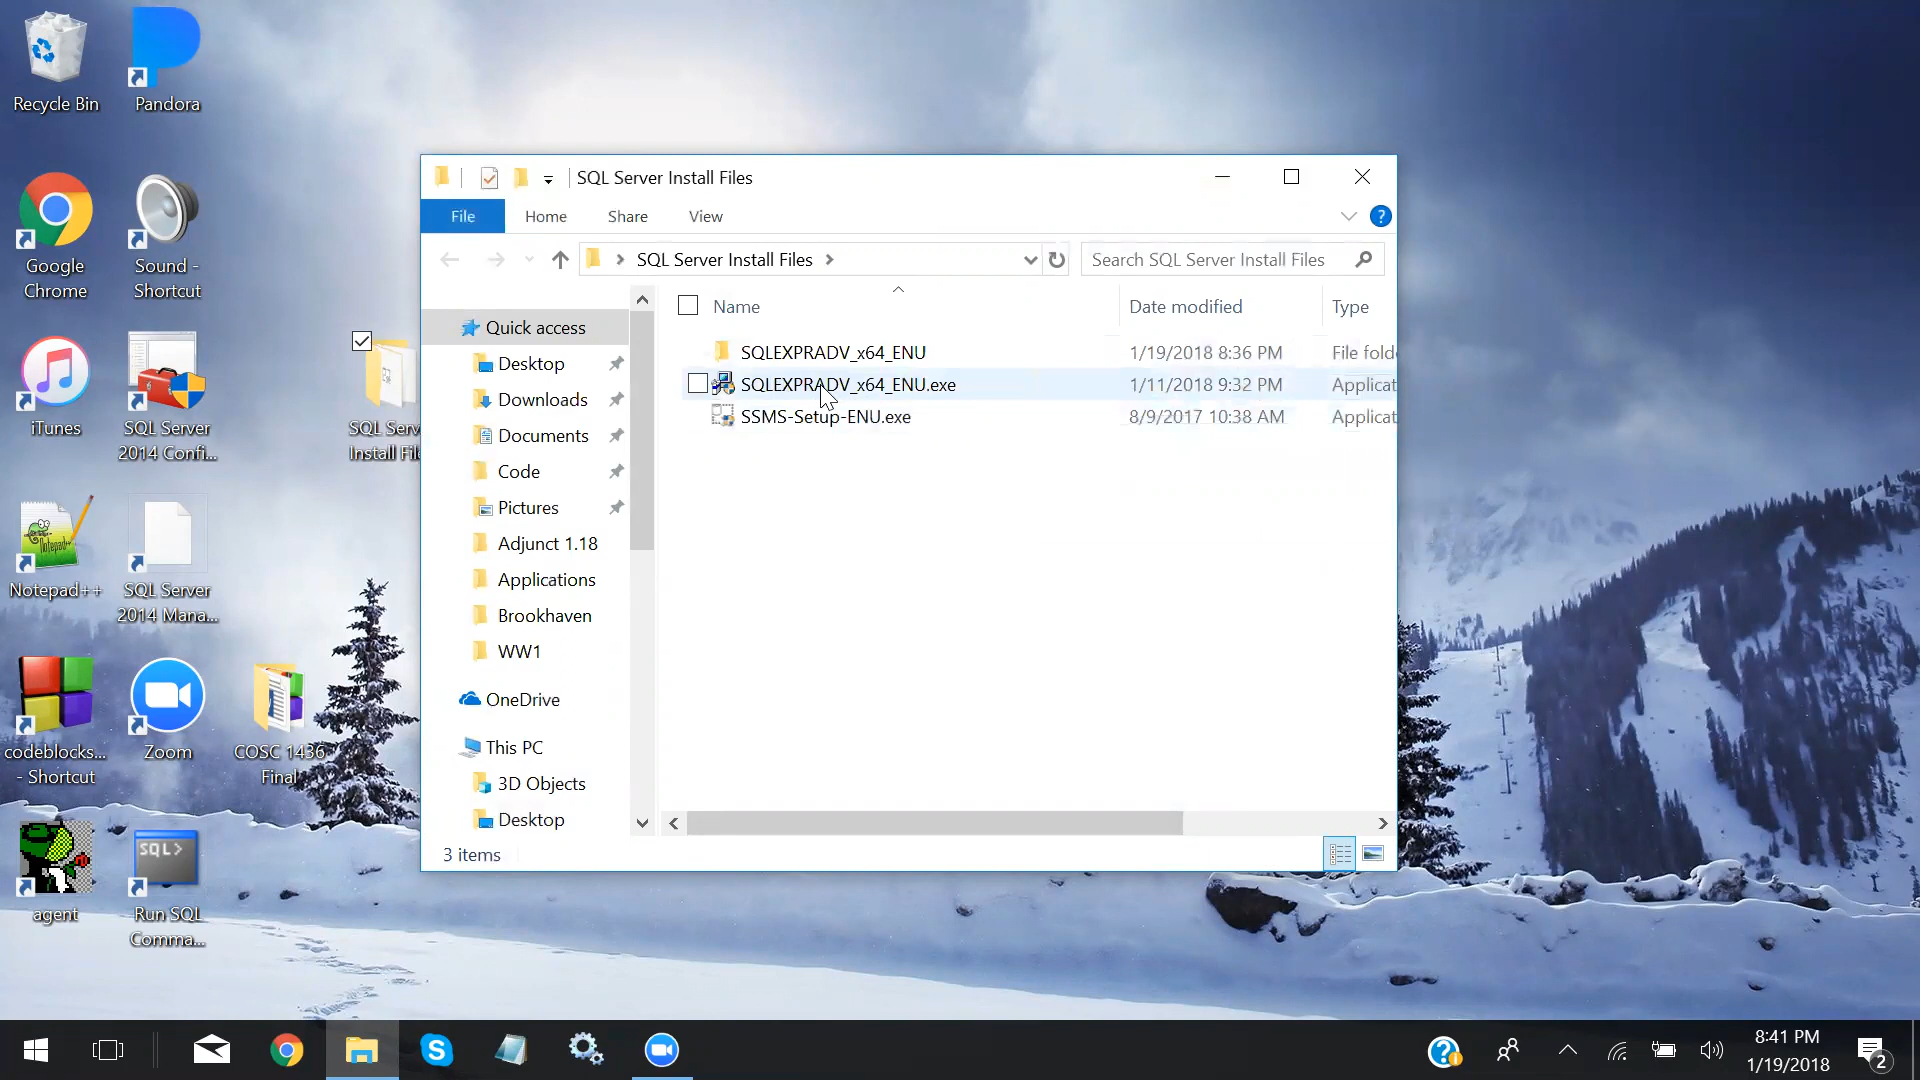 Recycle Bin
Pandora
Google
Chrome
Sound -
Shortcut
iTunes
SQL Server
2014 Confi...
SQL Serv
Install Fil
Notepad++
SQL Server
2014 Mana...
codeblocks...
- Shortcut
Zoom
COSC 1436
Final
agent
SQL>
Run SQL
Comma...
SQL Server Install Files
File
Home
Share
View
?
SQL Server Install Files
Search SQL Server Install Files
Quick access
Desktop
Downloads
Documents
Code
Pictures
Adjunct 1.18
Applications
Brookhaven
WW1
OneDrive
This PC
3D Objects
Desktop
Name
Date modified
Type
SQLEXPRADV_x64_ENU
1/19/2018 8:36 PM
File fold
SQLEXPRADV_x64_ENU.exe
1/11/2018 9:32 PM
Applicat
SSMS-Setup-ENU.exe
8/9/2017 10:38 AM
Applicat
3 items
8:41 PM
1/19/2018
2